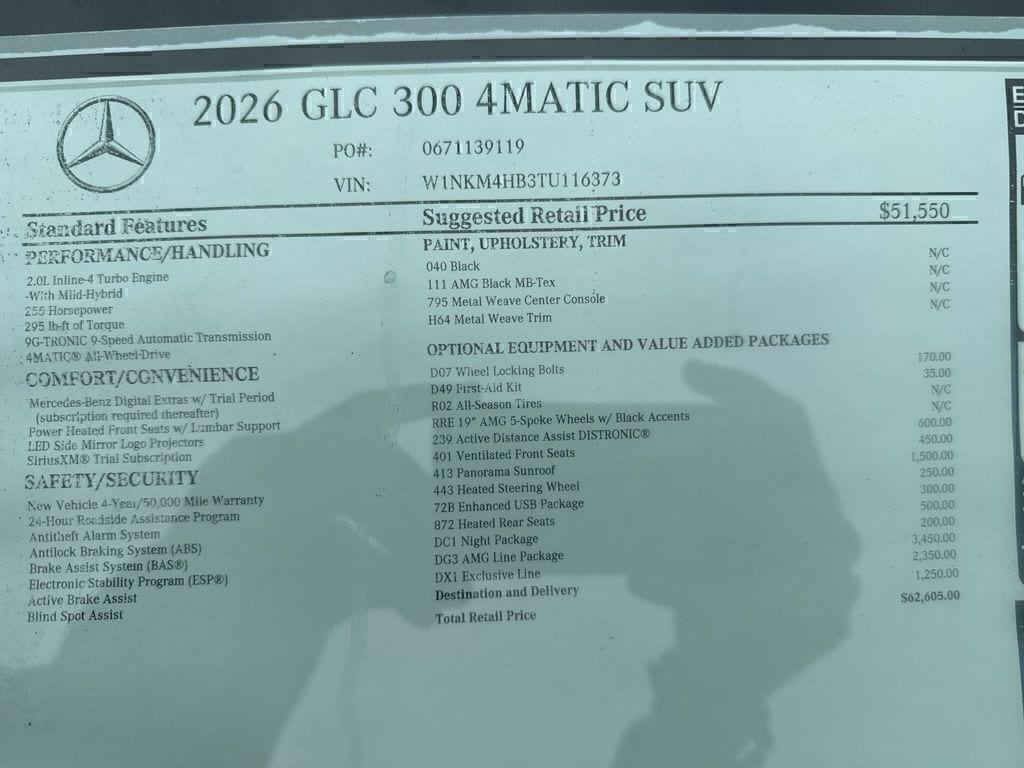 2026 GLC 300 4MATIC SUV
PO#: 0671139119
VIN: W1NKM4HB3TU116373
Standard Features
PERFORMANCE/HANDLING
2.0L Inline-4 Turbo Engine
-With Mild-Hybrid
255 Horsepower
295 lb-ft of Torque
9G-TRONIC 9-Speed Automatic Transmission
4MATIC® All-Wheel-Drive
COMFORT/CONVENIENCE
Mercedes-Benz Digital Extras w/ Trial Period
(subscription required thereafter)
Power Heated Front Seats w/ Lumbar Support
LED Side Mirror Logo Projectors
SiriusXM® Trial Subscription
SAFETY/SECURITY
New Vehicle 4-Year/50,000 Mile Warranty
24-Hour Roadside Assistance Program
Antitheft Alarm System
Antilock Braking System (ABS)
Brake Assist System (BAS®)
Electronic Stability Program (ESP®)
Active Brake Assist
Blind Spot Assist
Suggested Retail Price $51,550
PAINT, UPHOLSTERY, TRIM
040 Black N/C
111 AMG Black MB-Tex N/C
795 Metal Weave Center Console N/C
H64 Metal Weave Trim N/C
OPTIONAL EQUIPMENT AND VALUE ADDED PACKAGES
D07 Wheel Locking Bolts 170.00
D49 First-Aid Kit 35.00
R02 All-Season Tires N/C
RRE 19" AMG 5-Spoke Wheels w/ Black Accents N/C
239 Active Distance Assist DISTRONIC® 600.00
401 Ventilated Front Seats 450.00
413 Panorama Sunroof 1,500.00
443 Heated Steering Wheel 250.00
72B Enhanced USB Package 300.00
872 Heated Rear Seats 500.00
DC1 Night Package 200.00
DG3 AMG Line Package 3,450.00
DX1 Exclusive Line 2,350.00
Destination and Delivery 1,250.00
Total Retail Price $62,605.00